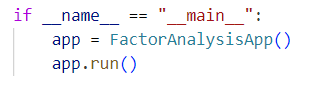 if __name__ == "__main__":
    app = FactorAnalysisApp()
    app.run()